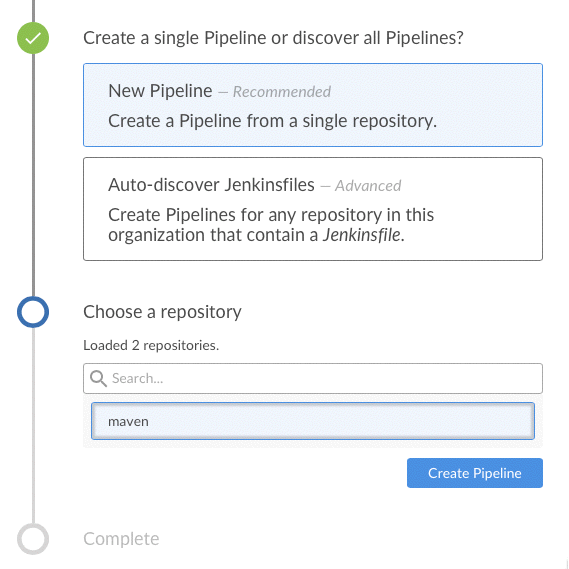 Create a single Pipeline or discover all Pipelines?
New Pipeline — Recommended
Create a Pipeline from a single repository.
Auto-discover Jenkinsfiles — Advanced
Create Pipelines for any repository in this
organization that contain a Jenkinsfile.
Choose a repository
Loaded 2 repositories.
Search...
maven
Create Pipeline
Complete